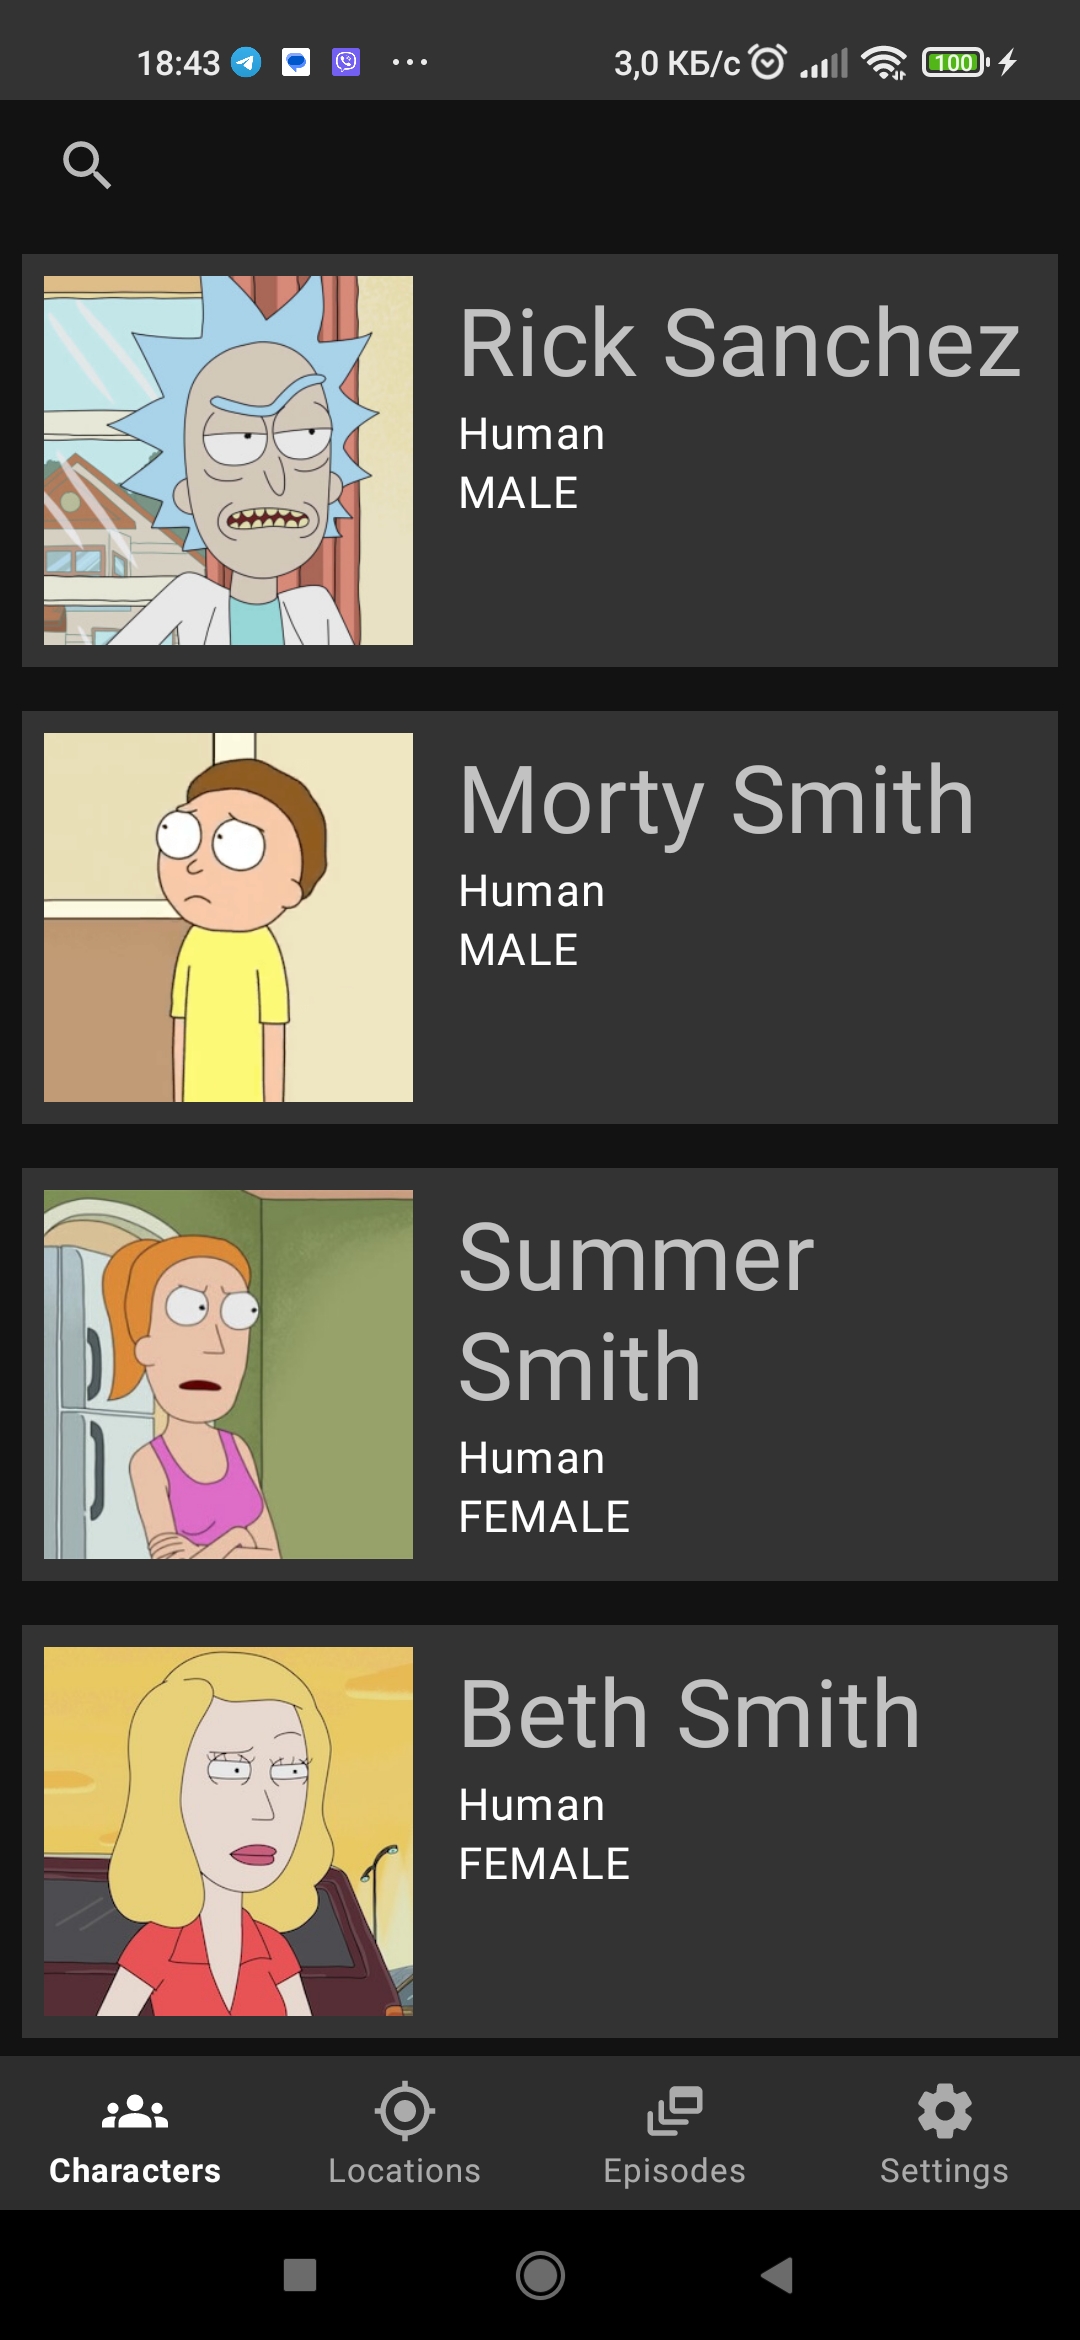 18:43 ... 3,0 КБ/с 100
Rick Sanchez
Human
MALE
Morty Smith
Human
MALE
Summer
Smith
Human
FEMALE
Beth Smith
Human
FEMALE
Characters Locations Episodes Settings